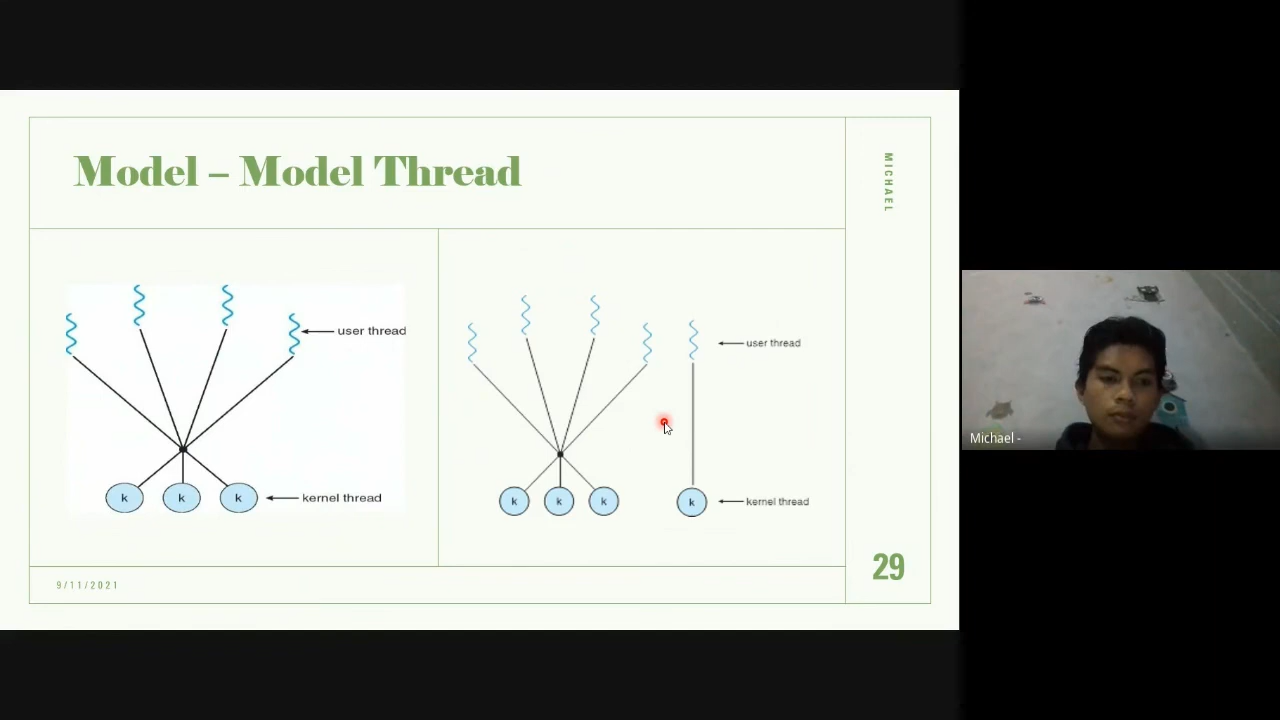 Model – Model Thread
MICHAEL
user thread
k k k
kernel thread
user thread
k k k k
kernel thread
9/11/2021
29
Michael -